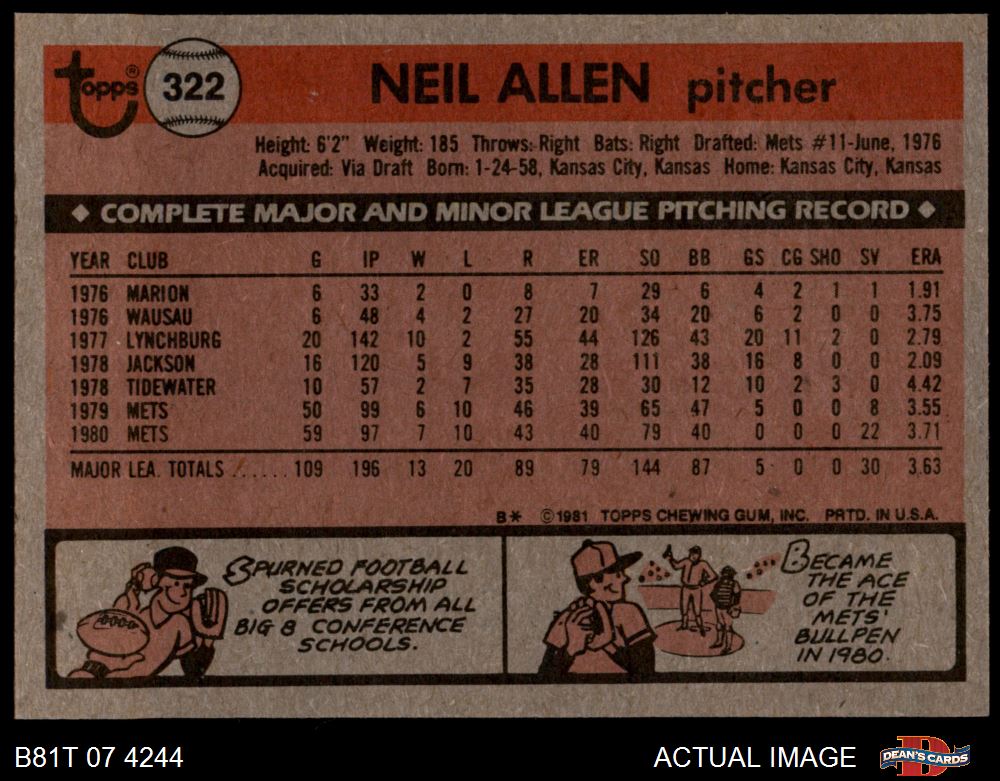 topps® 322 NEIL ALLEN pitcher
Height: 6'2" Weight: 185 Throws: Right Bats: Right Drafted: Mets #11-June, 1976
Acquired: Via Draft Born: 1-24-58, Kansas City, Kansas Home: Kansas City, Kansas
◆ COMPLETE MAJOR AND MINOR LEAGUE PITCHING RECORD ◆
YEAR CLUB G IP W L R ER SO BB GS CG SHO SV ERA
1976 MARION 6 33 2 0 8 7 29 6 4 2 1 1 1.91
1976 WAUSAU 6 48 4 2 27 20 34 20 6 2 0 0 3.75
1977 LYNCHBURG 20 142 10 2 55 44 126 43 20 11 2 0 2.79
1978 JACKSON 16 120 5 9 38 28 111 38 16 8 0 0 2.09
1978 TIDEWATER 10 57 2 7 35 28 30 12 10 2 3 0 4.42
1979 METS 50 99 6 10 46 39 65 47 5 0 0 8 3.55
1980 METS 59 97 7 10 43 40 79 40 0 0 0 22 3.71
MAJOR LEA. TOTALS ...... 109 196 13 20 89 79 144 87 5 0 0 30 3.63
B* ©1981 TOPPS CHEWING GUM, INC. PRTD. IN U.S.A.
SPURNED FOOTBALL
SCHOLARSHIP
OFFERS FROM ALL
BIG 8 CONFERENCE
SCHOOLS.
BECAME
THE ACE
OF THE
METS'
BULLPEN
IN 1980.
B81T 07 4244 ACTUAL IMAGE DEAN'S CARDS